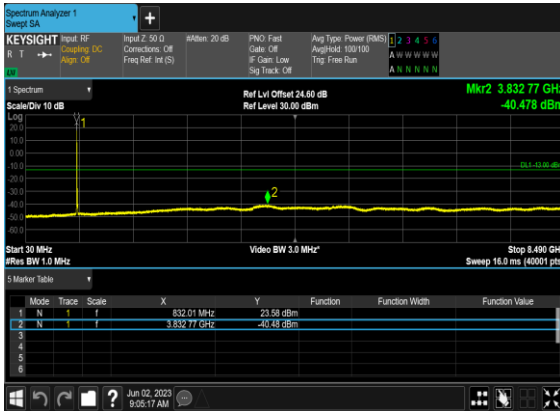 Spectrum Analyzer 1
Swept SA
+
KEYSIGHT Input: RF Input Z: 50 Ω #Atten: 20 dB PNO: Fast Avg Type: Power (RMS) 1 2 3 4 5 6
R T Coupling: DC Corrections: Off Gate: Off Avg|Hold: 100/100 A W W W W W
Align: Off Freq Ref: Int (S) IF Gain: Low Trig: Free Run
Sig Track: Off A N N N N N
1 Spectrum
Ref Lvl Offset 24.60 dB Mkr2 3.832 77 GHz
Scale/Div 10 dB Ref Level 30.00 dBm -40.478 dBm
Log
20.0
10.0
0.00
-10.0
-20.0
-30.0
-40.0
-50.0
-60.0
1
DL1 -13.00 dBm
2
Start 30 MHz Video BW 3.0 MHz* Stop 8.490 GHz
#Res BW 1.0 MHz Sweep 16.0 ms (40001 pts)
5 Marker Table
Mode Trace Scale X Y Function Function Width Function Value
1 N 1 f 832.01 MHz 23.58 dBm
2 N 1 f 3.832 77 GHz -40.48 dBm
3
4
5
6
? Jun 02, 2023
9:05:17 AM